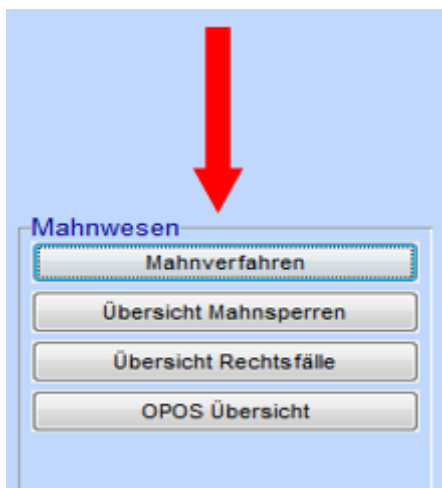 Mahnwesen
Mahnverfahren
Übersicht Mahnsperren
Übersicht Rechtsfälle
OPOS Übersicht